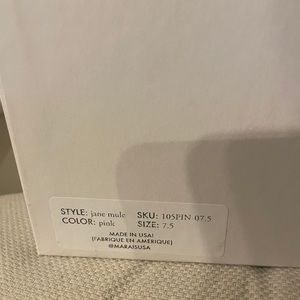 STYLE: jane mule SKU: 105PIN-07.5
COLOR: pink SIZE: 7.5
MADE IN USA!
(FABRIQUE EN AMERIQUE)
@MARAISUSA